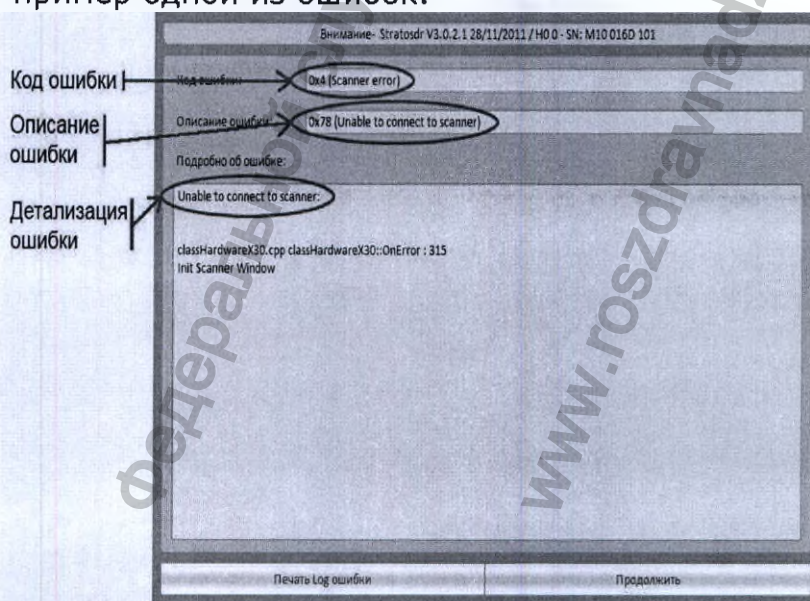 пример одной из ошибок:
Внимание- Stratosdr V3.0.2.1 28/11/2011 / H0 0 - SN: M10 016D 101
Код ошибки
Код ошибки:
0x4 (Scanner error)
Описание ошибки
Описание ошибки:
0x78 (Unable to connect to scanner)
Подробно об ошибке:
Детализация ошибки
Unable to connect to scanner:
classHardwareX30.cpp classHardwareX30::OnError : 315
Init Scanner Window
Печать Log ошибки
Продолжить
www.roszdravnad